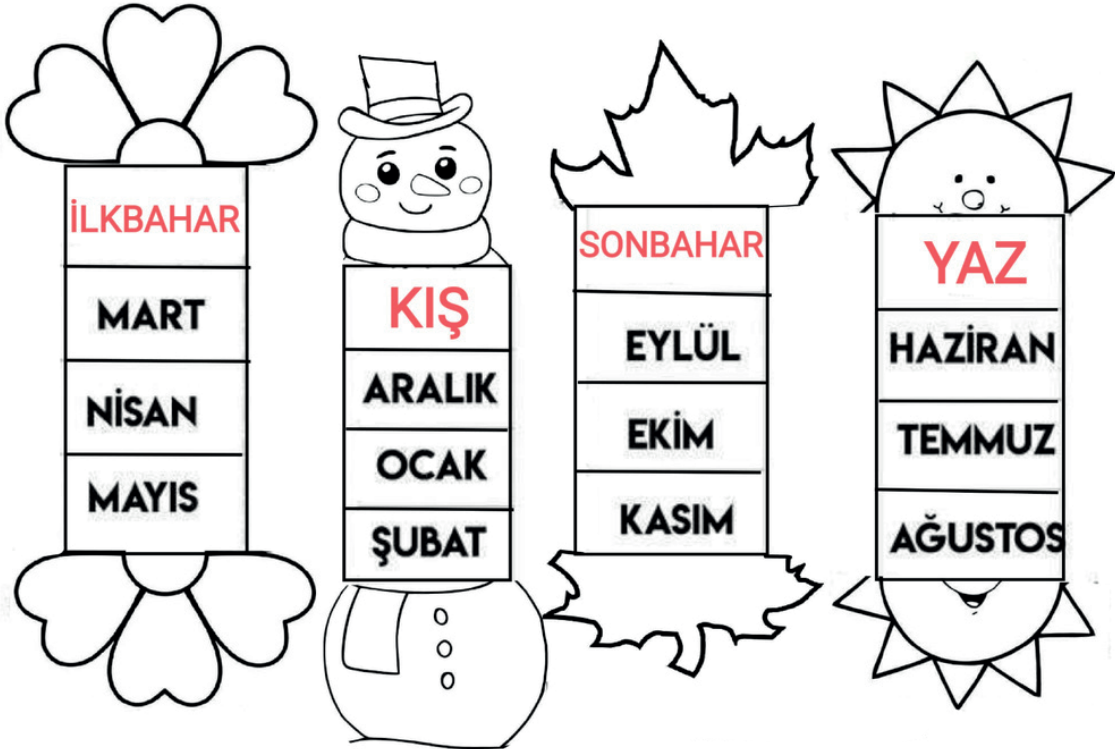 İLKBAHAR
MART
NİSAN
MAYIS
KIŞ
ARALIK
OCAK
ŞUBAT
SONBAHAR
EYLÜL
EKİM
KASIM
YAZ
HAZİRAN
TEMMUZ
AĞUSTOS